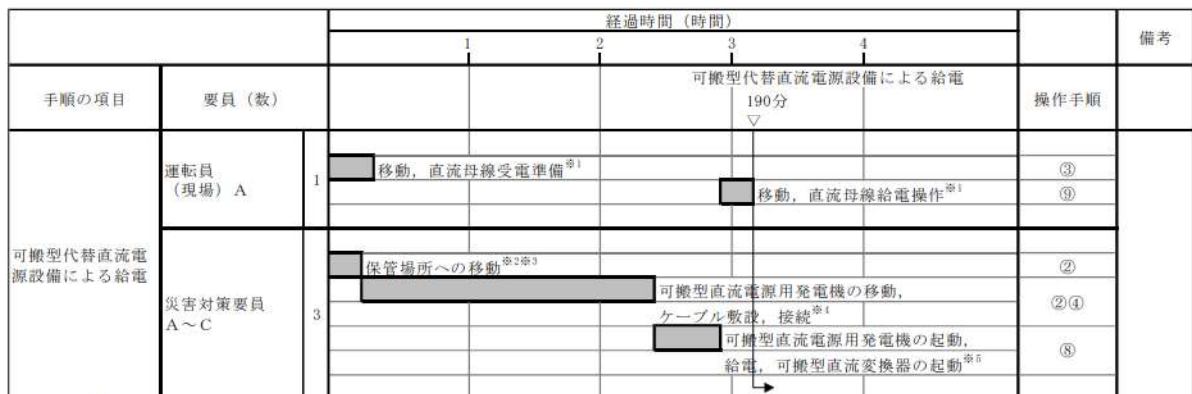 経過時間（時間）
備考
1 2 3 4
手順の項目 要員（数） 可搬型代替直流電源設備による給電 操作手順
190分
▽
運転員
（現場）A
1
移動，直流母線受電準備※1 ③
移動，直流母線給電操作※1 ⑨
可搬型代替直流電
源設備による給電
災害対策要員
A～C
3
保管場所への移動※2※3 ②
可搬型直流電源用発電機の移動，
ケーブル敷設，接続※4 ②④
可搬型直流電源用発電機の起動，
給電，可搬型直流変換器の起動※5 ⑧